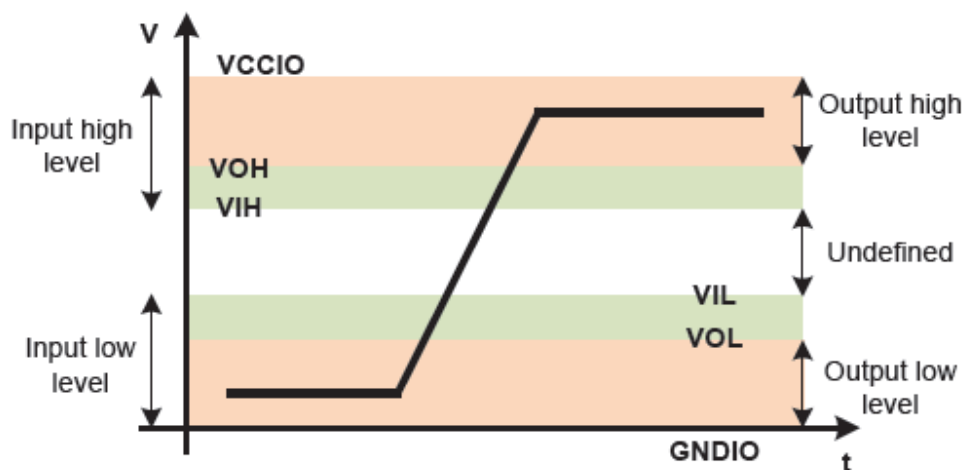 V
VCCIO
Input high
level
Output high
level
VOH
VIH
Undefined
VIL
VOL
Input low
level
Output low
level
GNDIO
t